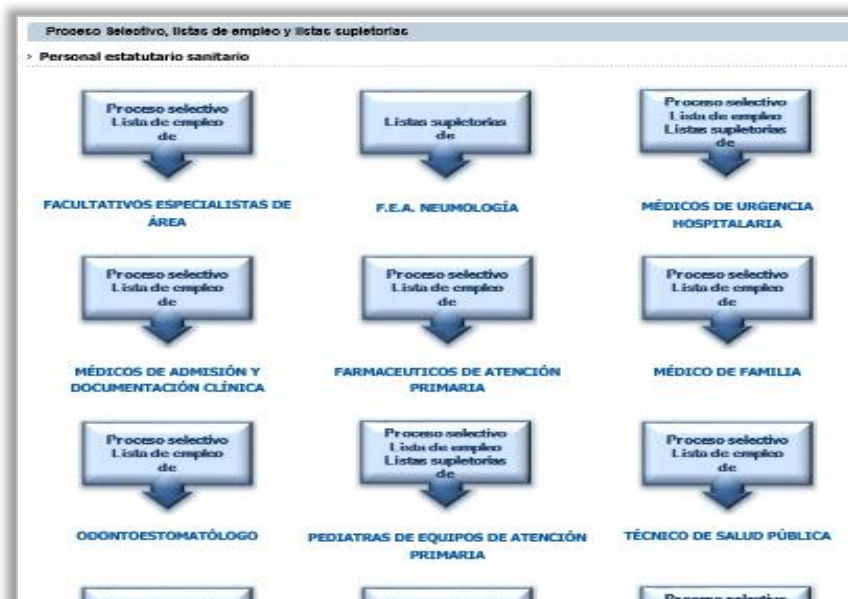 Proceso Selectivo, listas de empleo y listas supletorias
Personal estatutario sanitario
Proceso selectivo
Lista de empleo
de
FACULTATIVOS ESPECIALISTAS DE
ÁREA
Listas supletorias
de
F.E.A. NEUMOLOGÍA
Proceso selectivo
Lista de empleo
Listas supletorias
de
MÉDICOS DE URGENCIA
HOSPITALARIA
Proceso selectivo
Lista de empleo
de
MÉDICOS DE ADMISIÓN Y
DOCUMENTACIÓN CLÍNICA
Proceso selectivo
Lista de empleo
de
FARMACEUTICOS DE ATENCIÓN
PRIMARIA
Proceso selectivo
Lista de empleo
de
MÉDICO DE FAMILIA
Proceso selectivo
Lista de empleo
de
ODONTOESTOMATÓLOGO
Proceso selectivo
Lista de empleo
Listas supletorias
de
PEDIATRAS DE EQUIPOS DE ATENCIÓN
PRIMARIA
Proceso selectivo
Lista de empleo
de
TÉCNICO DE SALUD PÚBLICA
Proceso selectivo